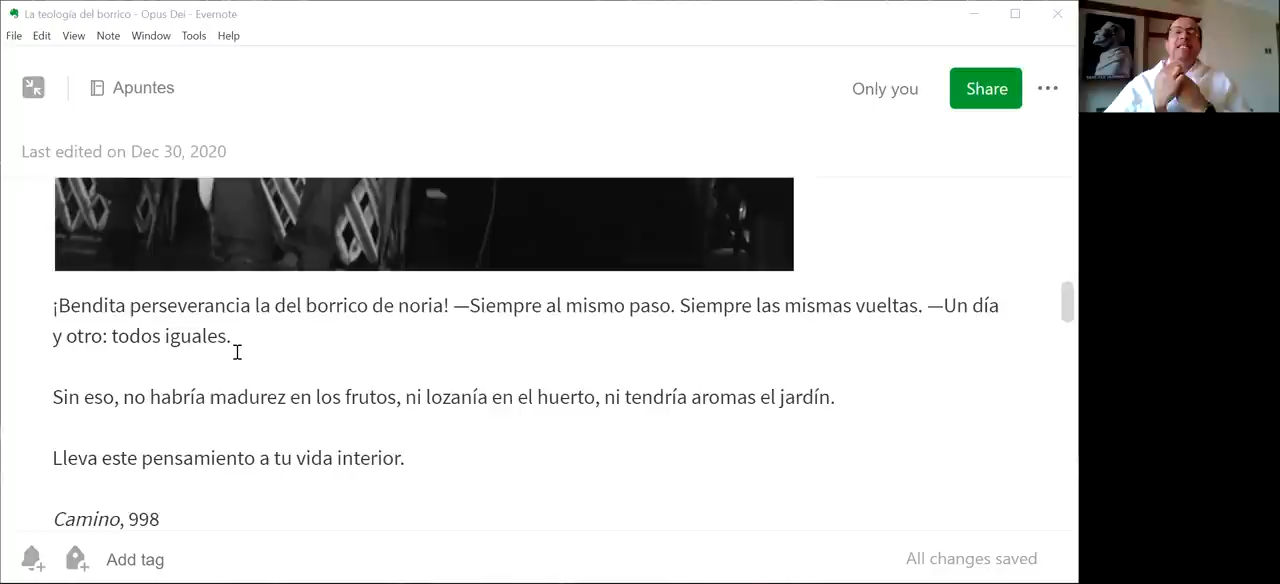 La teología del borrico - Opus Dei - Evernote
File Edit View Note Window Tools Help
Apuntes
Only you
Share
Last edited on Dec 30, 2020
¡Bendita perseverancia la del borrico de noria! —Siempre al mismo paso. Siempre las mismas vueltas. —Un día
y otro: todos iguales.
Sin eso, no habría madurez en los frutos, ni lozanía en el huerto, ni tendría aromas el jardín.
Lleva este pensamiento a tu vida interior.
Camino, 998
Add tag
All changes saved